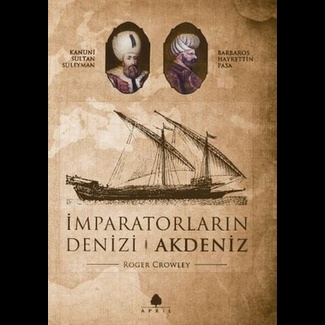 KANUNİ
SULTAN
SÜLEYMAN
BARBAROS
HAYRETTİN
PAŞA
İMPARATORLARIN
DENİZİ | AKDENİZ
ROGER CROWLEY
APRIL